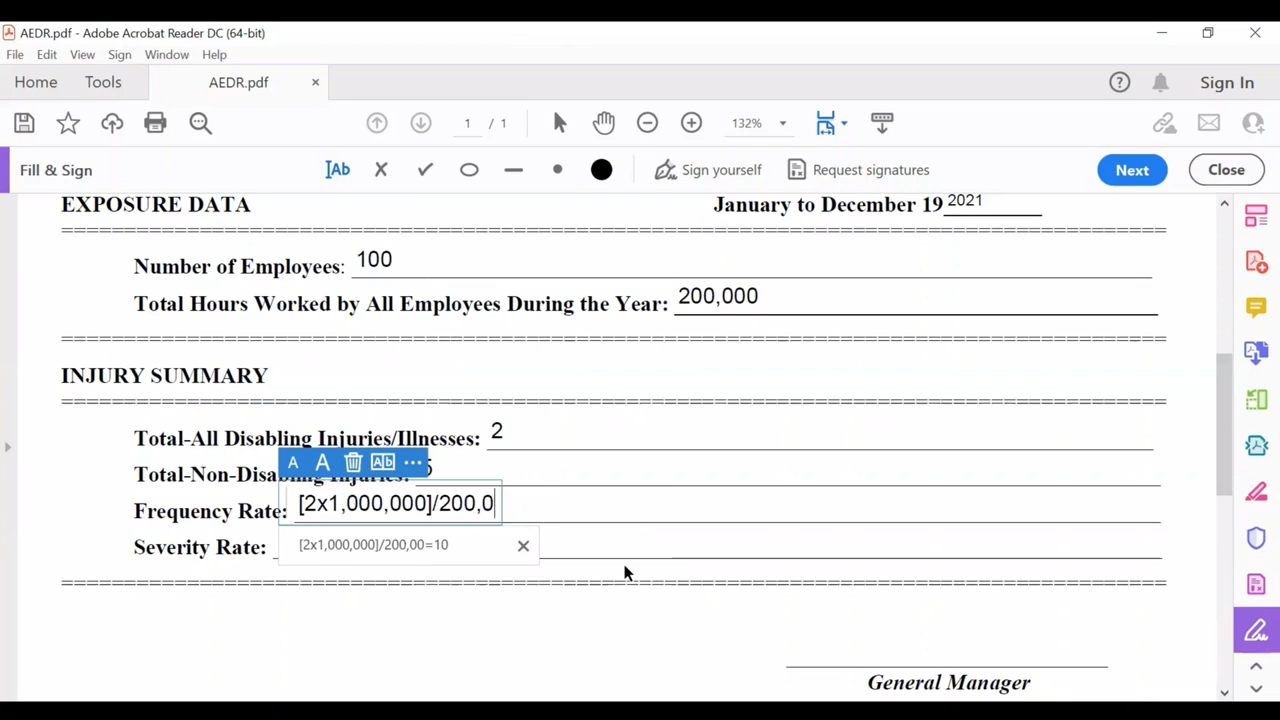 AEDR.pdf - Adobe Acrobat Reader DC (64-bit)
File Edit View Sign Window Help
Home Tools AEDR.pdf × Sign In
1 / 1 132%
Fill & Sign Ab Sign yourself Request signatures Next Close
EXPOSURE DATA January to December 19 2021
================================================================
Number of Employees: 100
Total Hours Worked by All Employees During the Year: 200,000
================================================================
INJURY SUMMARY
================================================================
Total-All Disabling Injuries/Illnesses: 2
A A Ab ...
Total-Non-Disabling Injuries: 5
Frequency Rate: [2x1,000,000]/200,0
Severity Rate: [2x1,000,000]/200,00=10
================================================================
General Manager